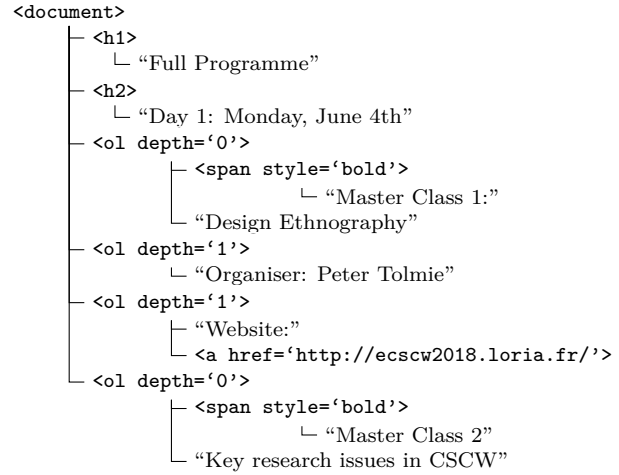 <document>
<h1>
“Full Programme”
<h2>
“Day 1: Monday, June 4th”
<ol depth=‘0’>
<span style=‘bold’>
“Master Class 1:”
“Design Ethnography”
<ol depth=‘1’>
“Organiser: Peter Tolmie”
<ol depth=‘1’>
“Website:”
<a href=‘http://ecscw2018.loria.fr/’>
<ol depth=‘0’>
<span style=‘bold’>
“Master Class 2”
“Key research issues in CSCW”